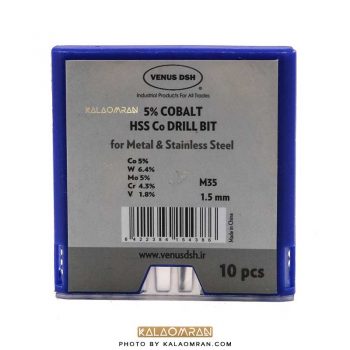 VENUS DSH
Industrial Products For All Trades
KALAOMRAN
5% COBALT
HSS Co DRILL BIT
for Metal & Stainless Steel
Co 5%
W 6.4%
Mo 5%
Cr 4.3%
V 1.8%
M35
1.5 mm
Made in China
www.venusdsh.ir
10 pcs
KALAOMRAN
PHOTO BY KALAOMRAN.COM